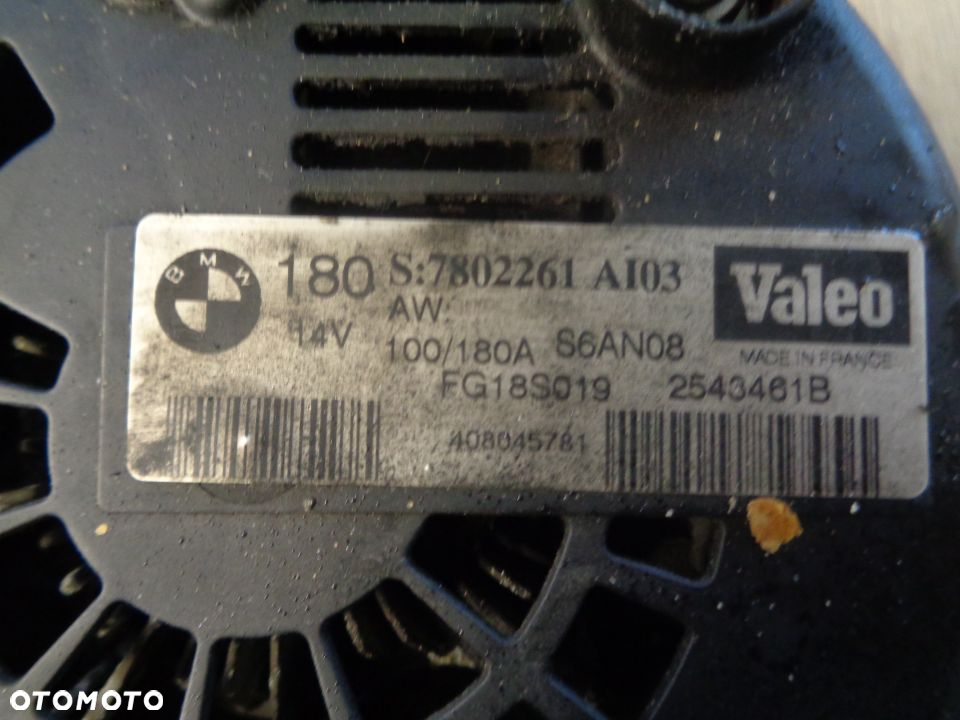 BMW
180 S:7802261 AI03
Valeo
14V AW:
100/180A S6AN08
MADE IN FRANCE
FG18S019 2543461B
408045781
OTOMOTO